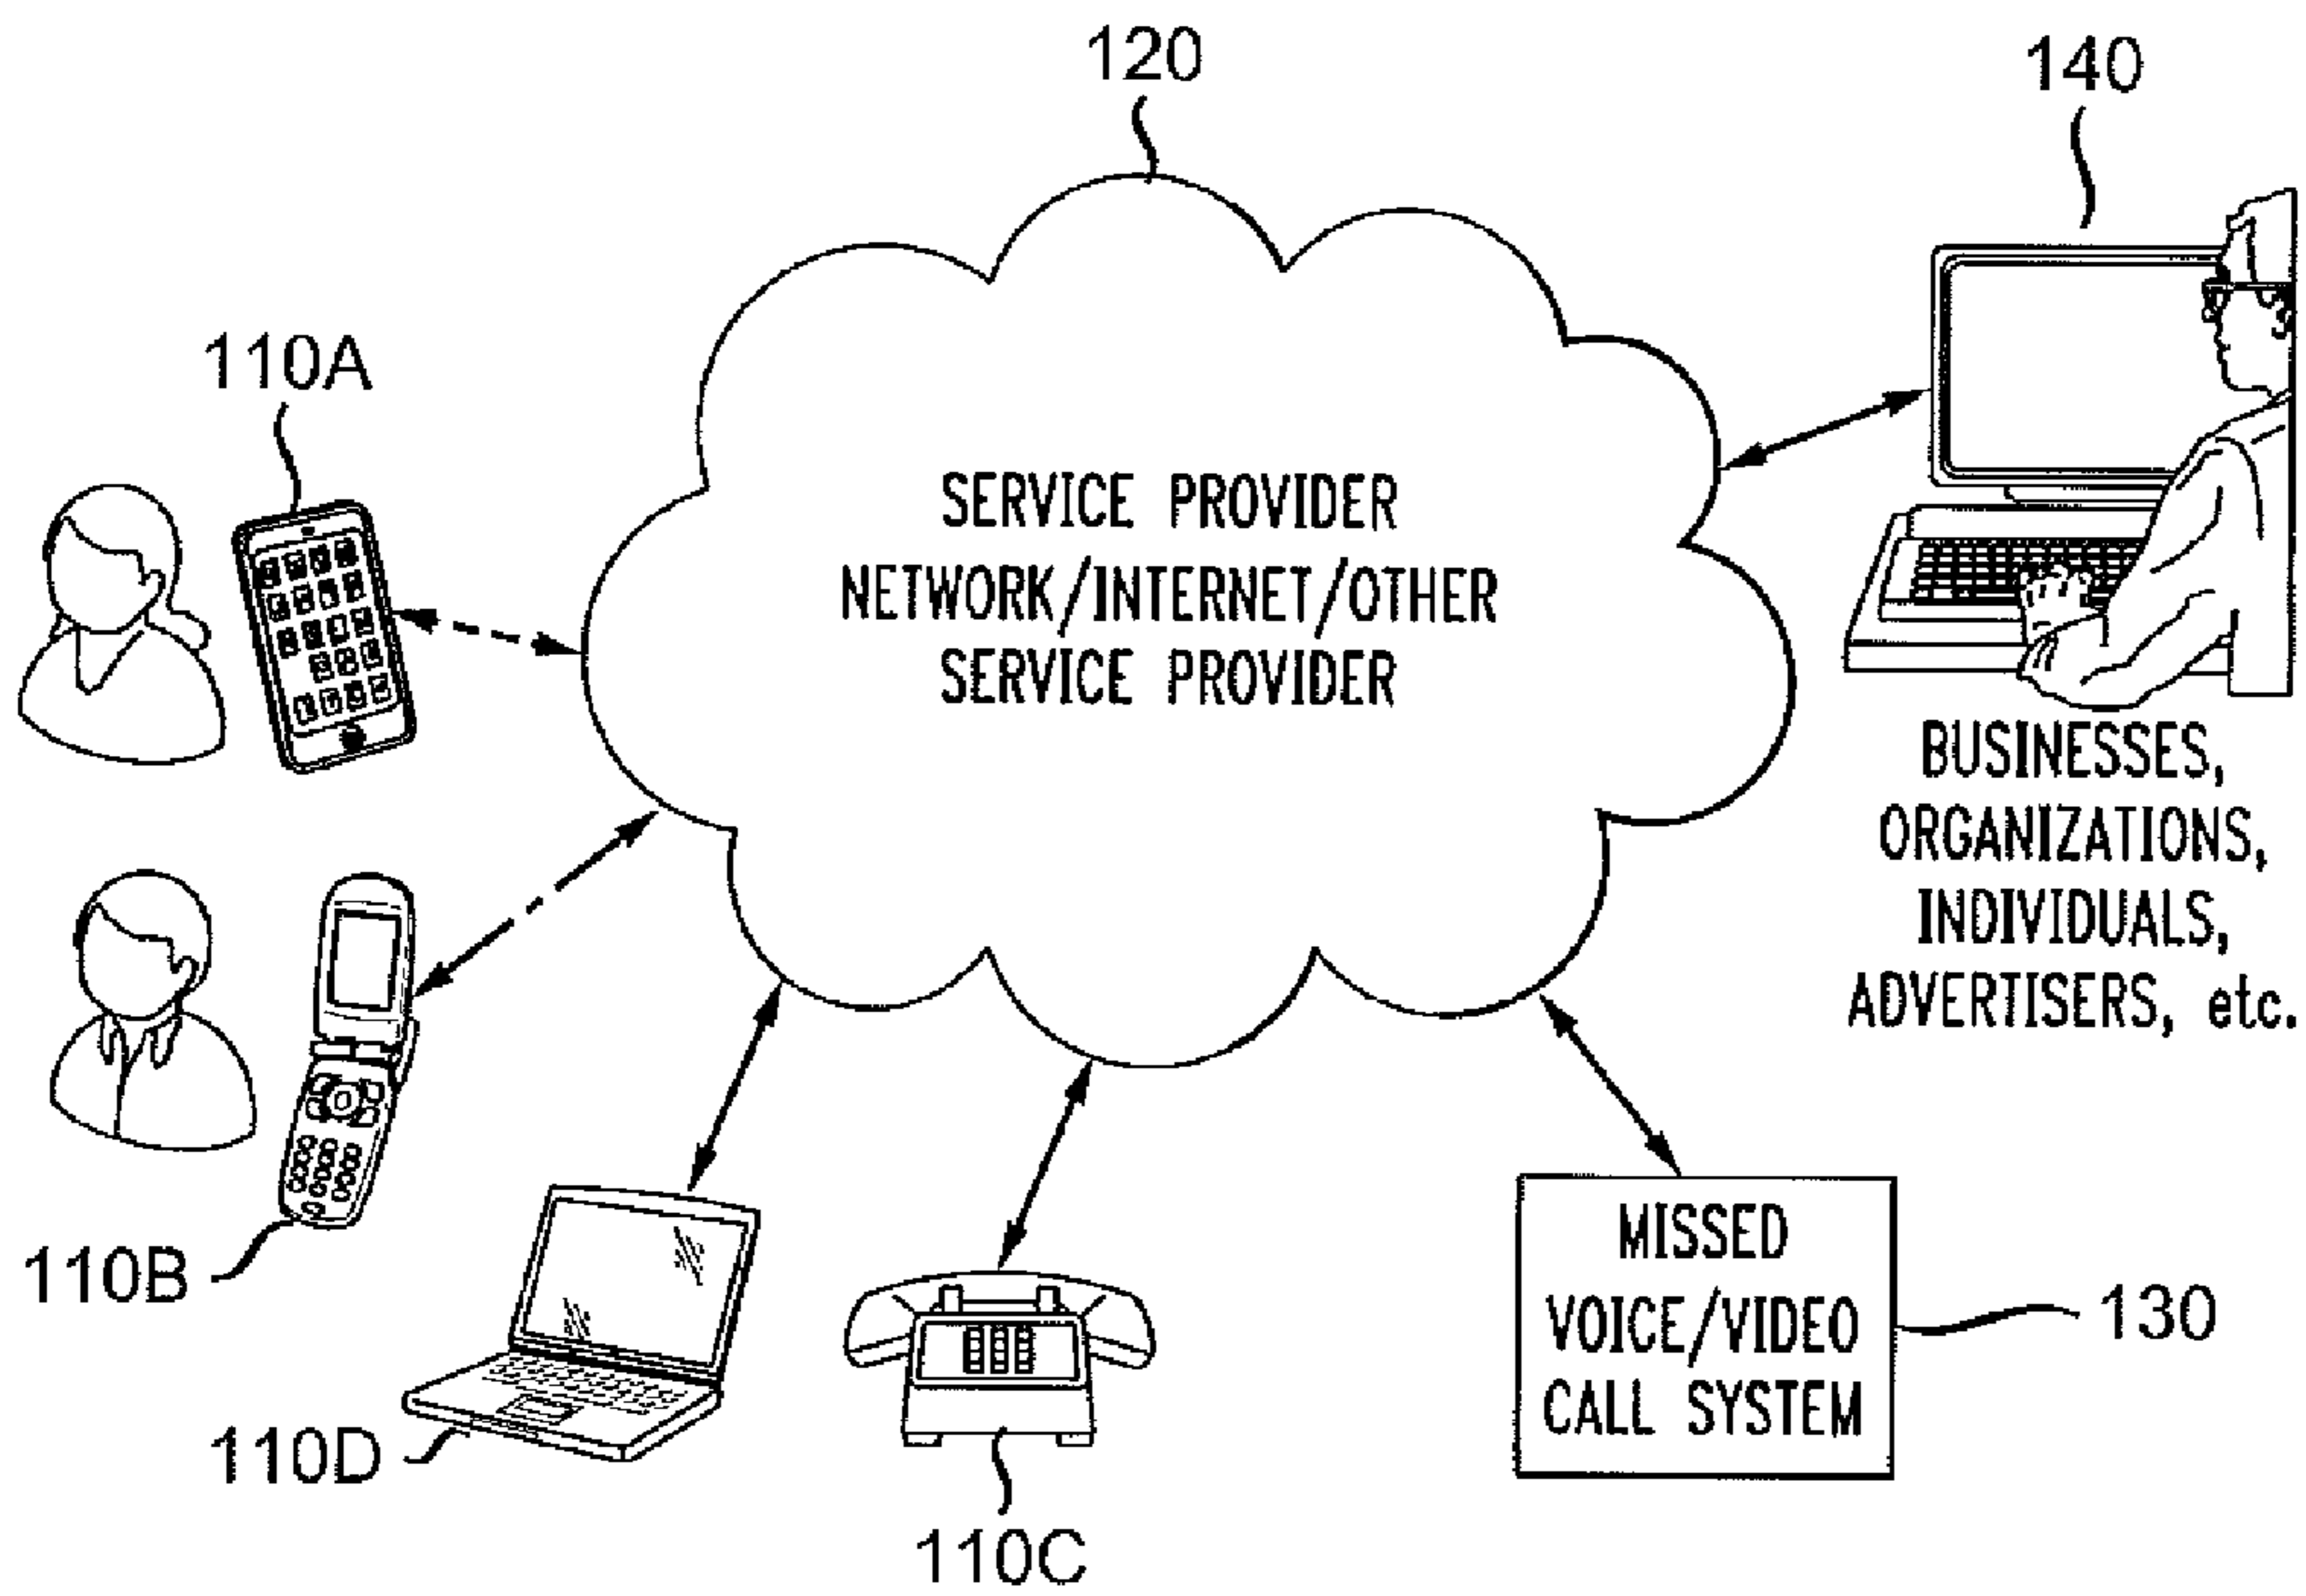 120
140
110A
SERVICE PROVIDER
NETWORK/INTERNET/OTHER
SERVICE PROVIDER
BUSINESSES,
ORGANIZATIONS,
INDIVIDUALS,
ADVERTISERS, etc.
110B
MISSED
VOICE/VIDEO
CALL SYSTEM
130
110D
110C